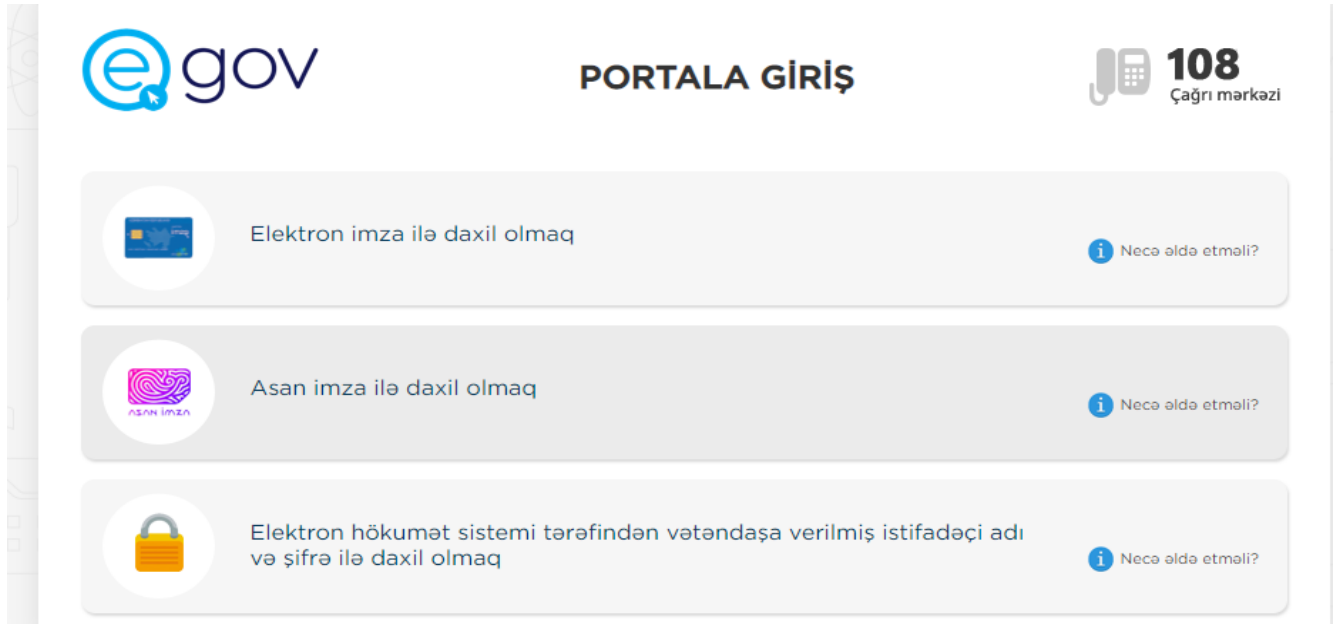 e gov
PORTALA GİRİŞ
108
Çağrı mərkəzi
Elektron imza ilə daxil olmaq
Necə əldə etməli?
ASAN İMZA
Asan imza ilə daxil olmaq
Necə əldə etməli?
Elektron hökumət sistemi tərəfindən vətəndaşa verilmiş istifadəçi adı
və şifrə ilə daxil olmaq
Necə əldə etməli?